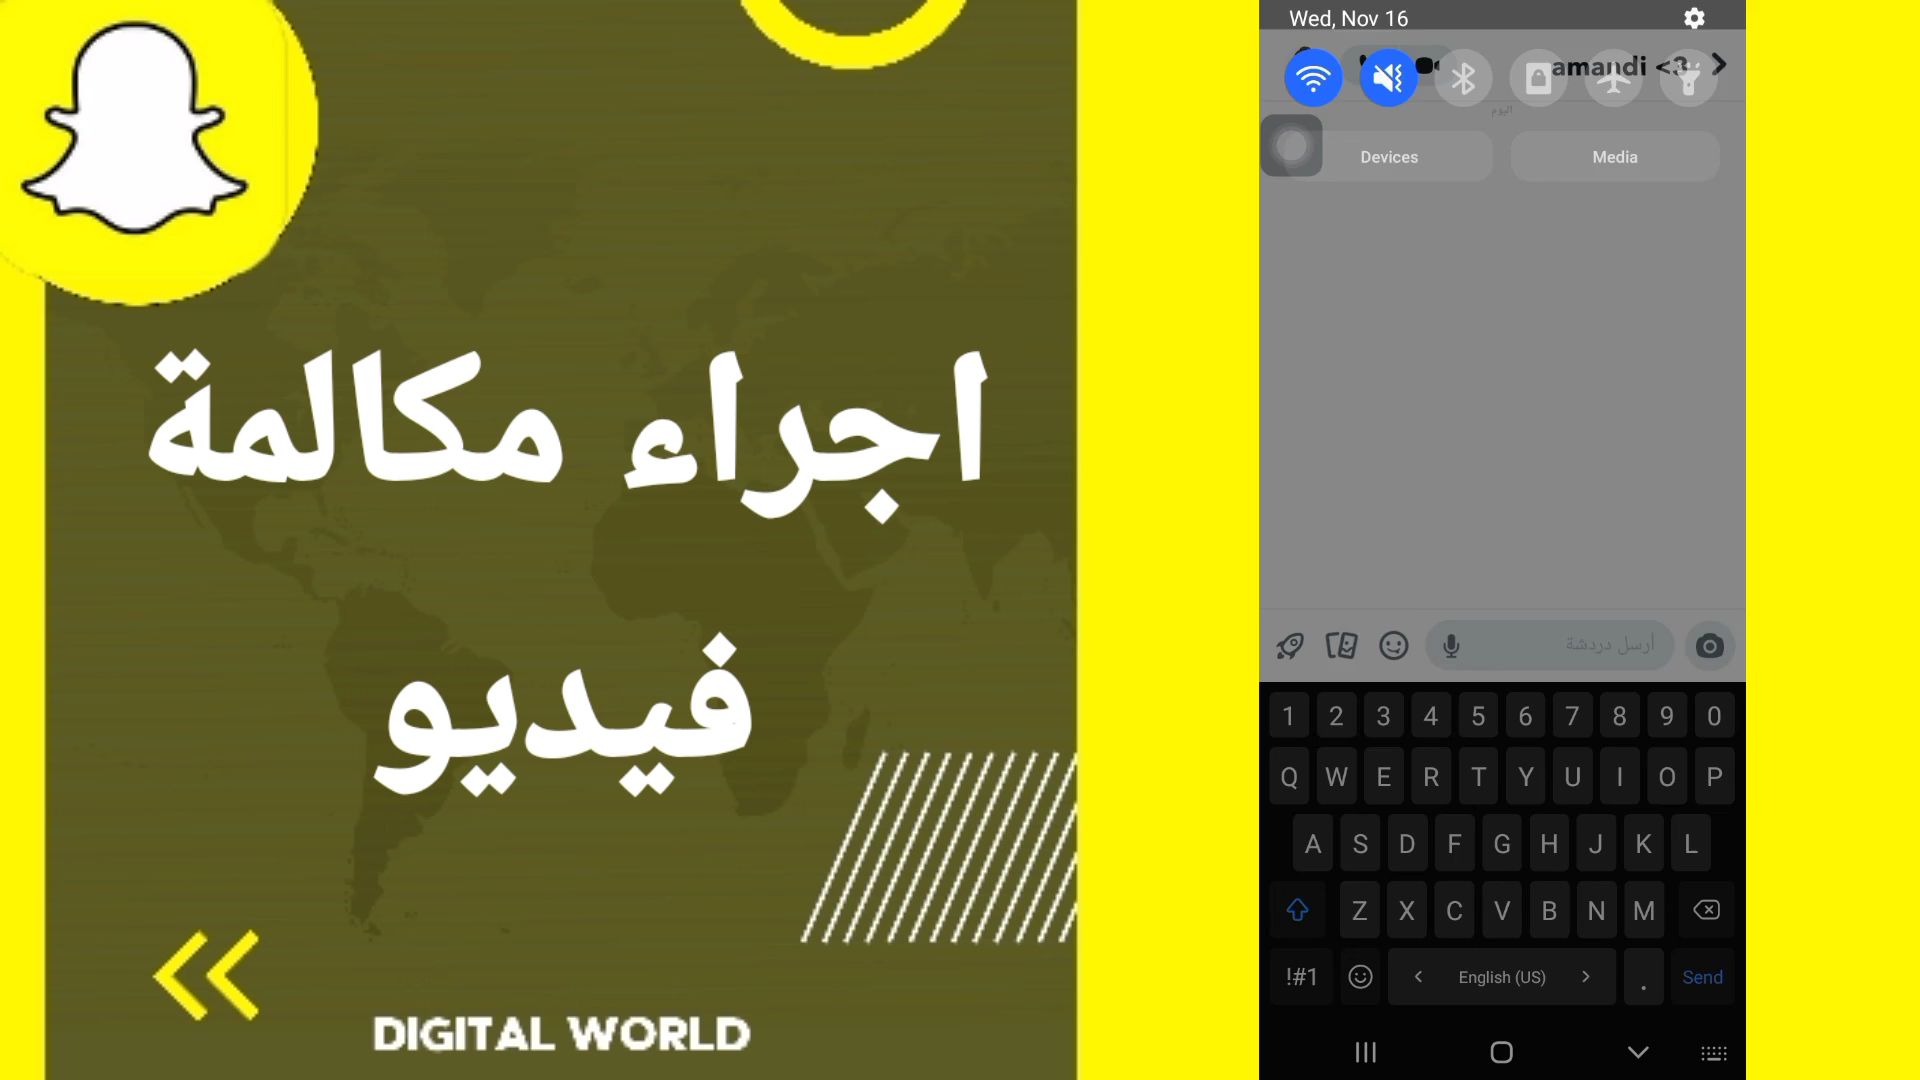 اجراء مكالمة
فيديو
DIGITAL WORLD
Wed, Nov 16
amandi <3
اليوم
Devices
Media
أرسل دردشة
1 2 3 4 5 6 7 8 9 0
Q W E R T Y U I O P
A S D F G H J K L
Z X C V B N M
!#1
< English (US) >
.
Send